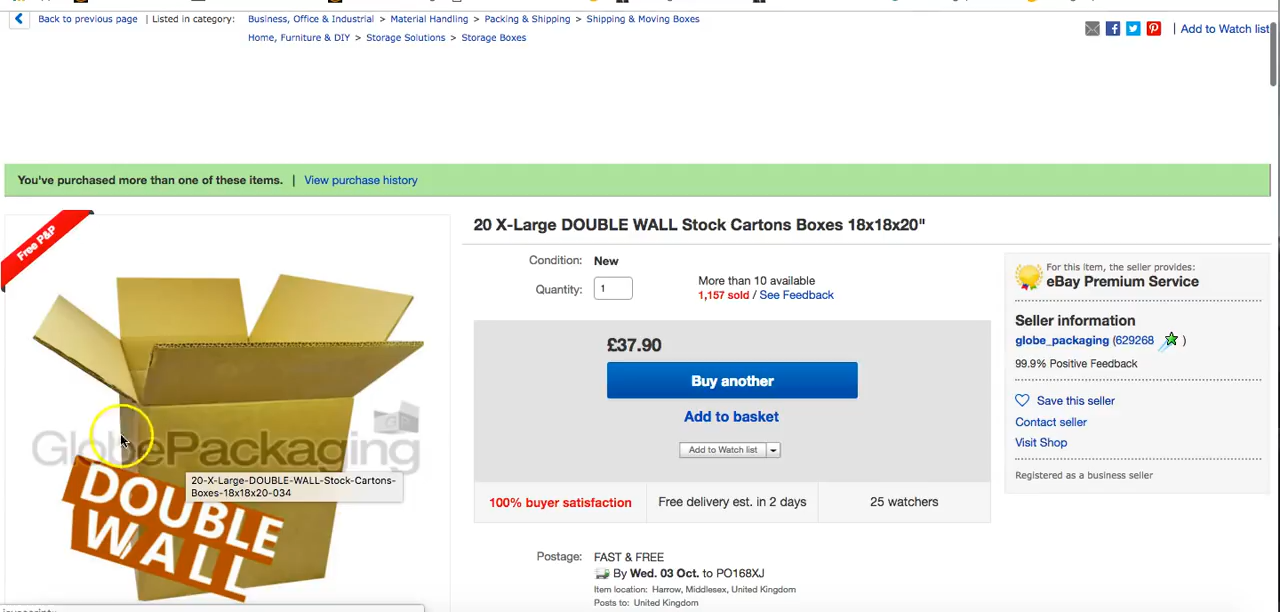 Back to previous page | Listed in category: Business, Office & Industrial > Material Handling > Packing & Shipping > Shipping & Moving Boxes
Home, Furniture & DIY > Storage Solutions > Storage Boxes
| Add to Watch list
You've purchased more than one of these items. | View purchase history
Free P&P
GlobePackaging
20-X-Large-DOUBLE-WALL-Stock-Cartons-
Boxes-18x18x20-034
DOUBLE
WALL
20 X-Large DOUBLE WALL Stock Cartons Boxes 18x18x20"
Condition: New
Quantity: 1
More than 10 available
1,157 sold / See Feedback
£37.90
Buy another
Add to basket
Add to Watch list
100% buyer satisfaction
Free delivery est. in 2 days
25 watchers
Postage: FAST & FREE
By Wed. 03 Oct. to PO168XJ
Item location: Harrow, Middlesex, United Kingdom
Posts to: United Kingdom
For this item, the seller provides:
eBay Premium Service
Seller information
globe_packaging (629268 )
99.9% Positive Feedback
Save this seller
Contact seller
Visit Shop
Registered as a business seller